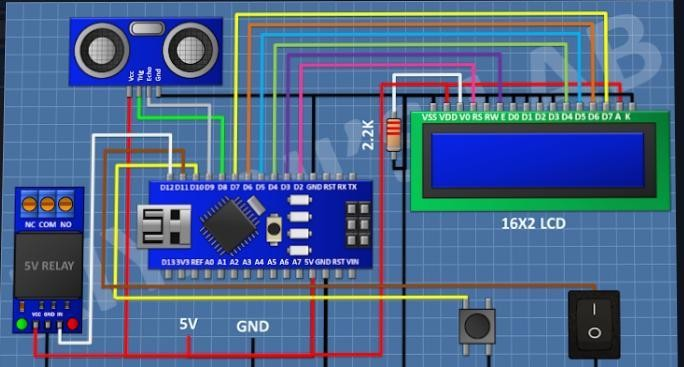 Vcc
Trig
Echo
Gnd
2.2K
VSS VDD V0 RS RW E D0 D1 D2 D3 D4 D5 D6 D7 A K
16X2 LCD
D12 D11 D10 D9 D8 D7 D6 D5 D4 D3 D2 GND RST RX TX
D13 3V3 REF A0 A1 A2 A3 A4 A5 A6 A7 5V GND RST VIN
NC COM NO
5V RELAY
VCC GND IN
5V
GND
I
O